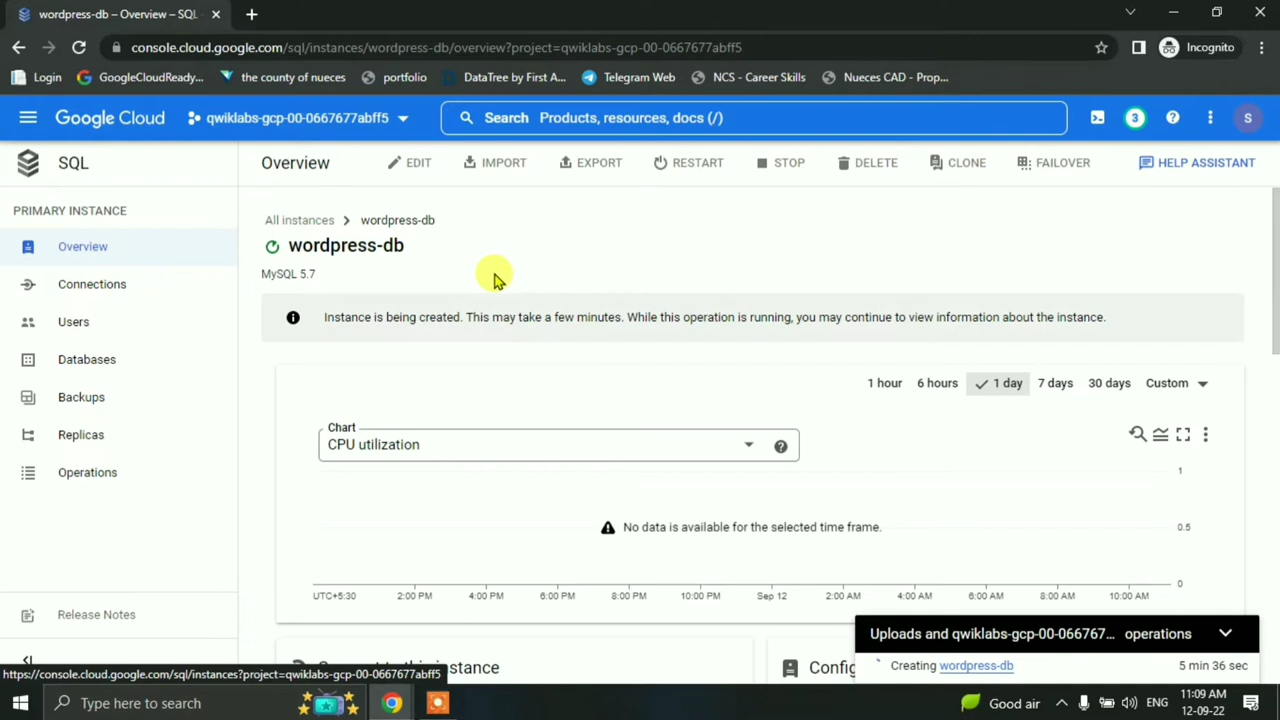 wordpress-db – Overview – SQL
console.cloud.google.com/sql/instances/wordpress-db/overview?project=qwiklabs-gcp-00-0667677abff5
Incognito
Login
GoogleCloudReady...
the county of nueces
portfolio
DataTree by First A...
Telegram Web
NCS - Career Skills
Nueces CAD - Prop...
Google Cloud
qwiklabs-gcp-00-0667677abff5
Search Products, resources, docs (/)
3
S
SQL
Overview
EDIT
IMPORT
EXPORT
RESTART
STOP
DELETE
CLONE
FAILOVER
HELP ASSISTANT
PRIMARY INSTANCE
Overview
Connections
Users
Databases
Backups
Replicas
Operations
Release Notes
All instances
wordpress-db
wordpress-db
MySQL 5.7
Instance is being created. This may take a few minutes. While this operation is running, you may continue to view information about the instance.
1 hour
6 hours
1 day
7 days
30 days
Custom
Chart
CPU utilization
1
No data is available for the selected time frame.
0.5
0
UTC+5:30
2:00 PM
4:00 PM
6:00 PM
8:00 PM
10:00 PM
Sep 12
2:00 AM
4:00 AM
6:00 AM
8:00 AM
10:00 AM
Uploads and qwiklabs-gcp-00-066767... operations
Creating wordpress-db
5 min 36 sec
this instance
https://console.cloud.google.com/sql/instances?project=qwiklabs-gcp-00-0667677abff5
Type here to search
Good air
ENG
11:09 AM
12-09-22